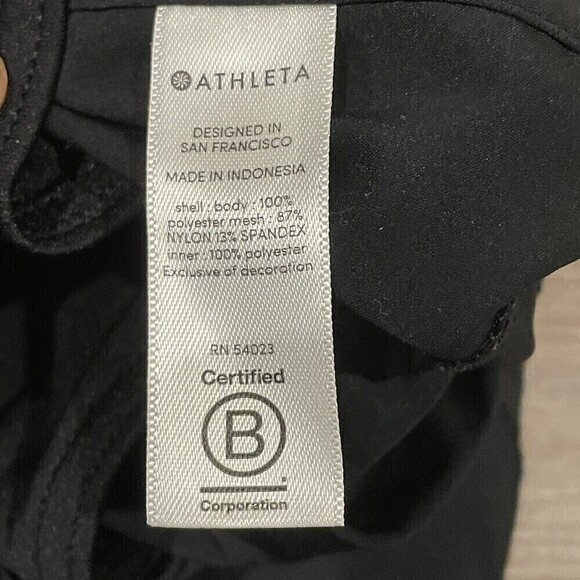 ATHLETA
DESIGNED IN
SAN FRANCISCO
MADE IN INDONESIA
shell : body : 100%
polyester mesh : 87%
NYLON 13% SPANDEX
inner : 100% polyester
Exclusive of decoration
RN 54023
Certified
B
Corporation